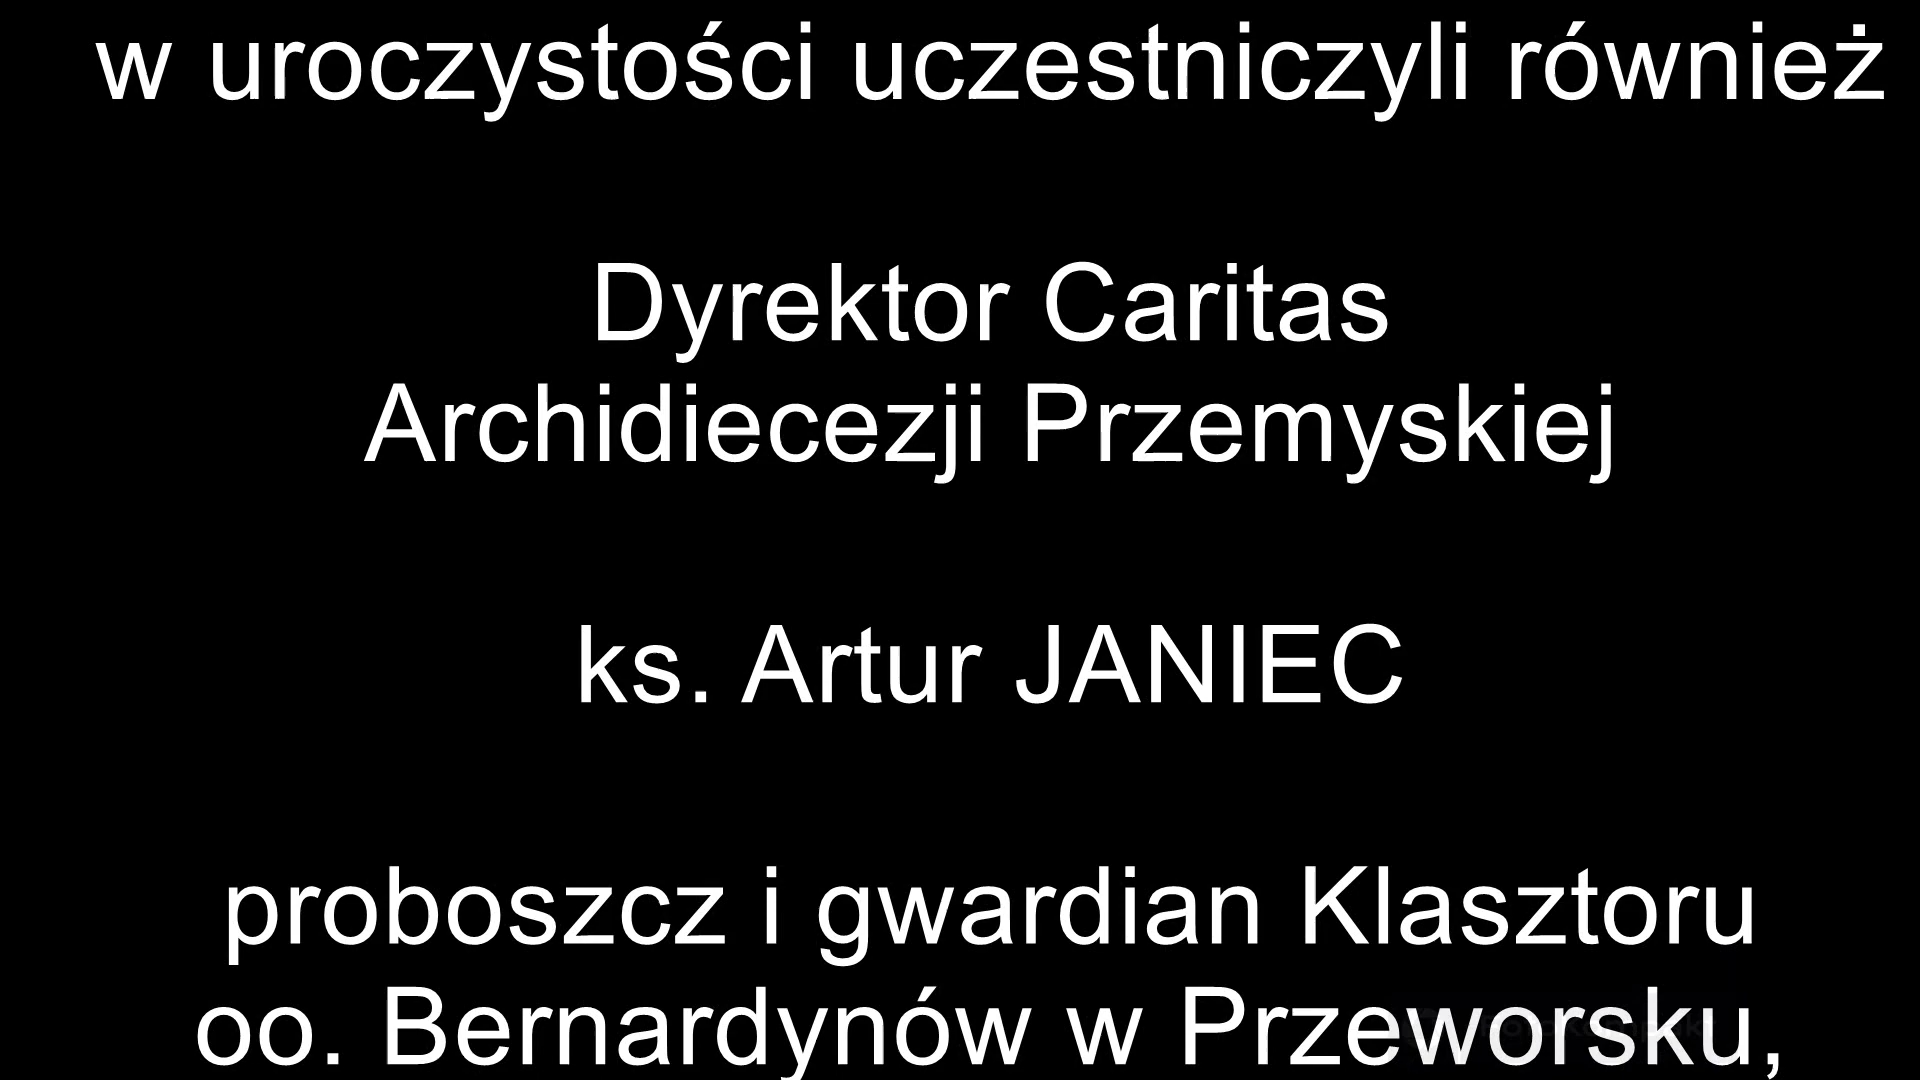 w uroczystości uczestniczyli również
Dyrektor Caritas
Archidiecezji Przemyskiej
ks. Artur JANIEC
proboszcz i gwardian Klasztoru
oo. Bernardynów w Przeworsku,